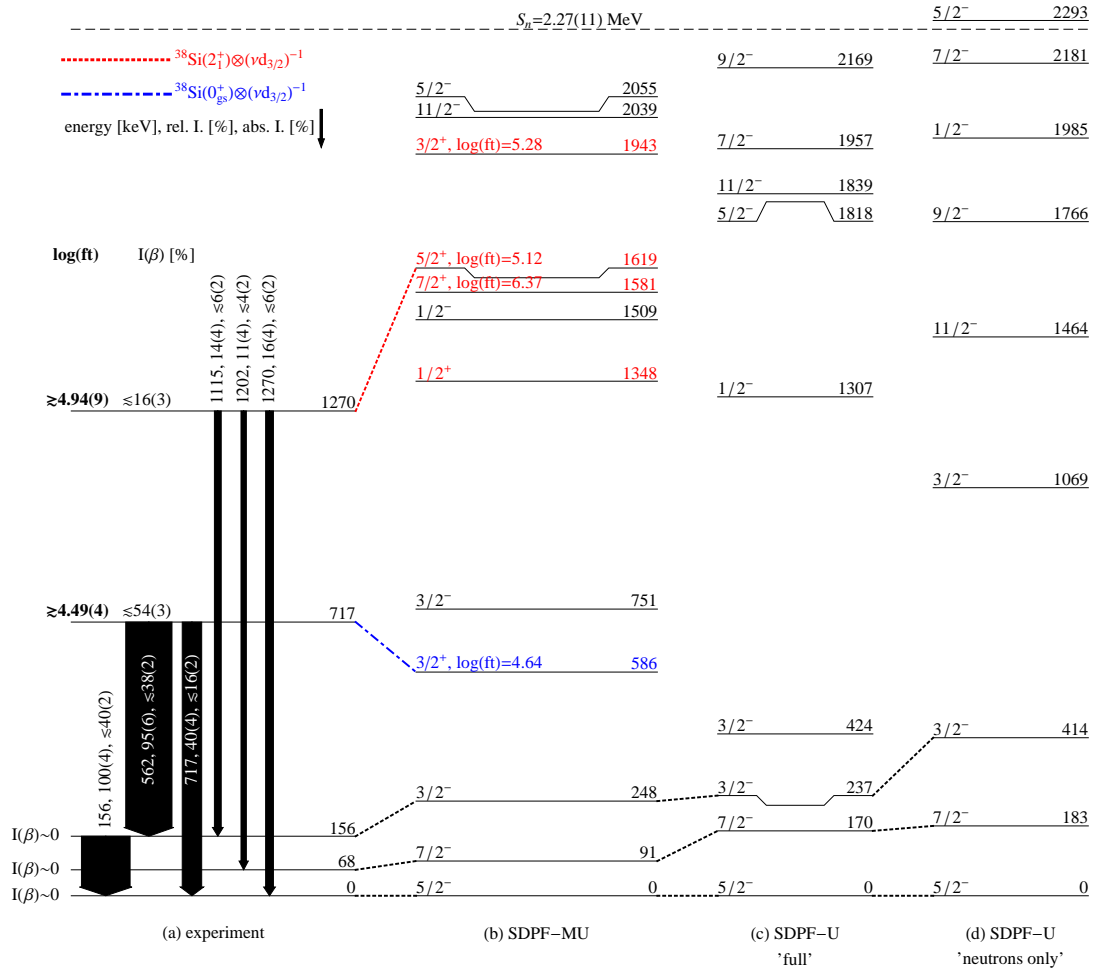 Sₙ=2.27(11) MeV
5/2⁻ 2293
³⁸Si(2₁⁺)⊗(νd₃/₂)⁻¹
³⁸Si(0gs⁺)⊗(νd₃/₂)⁻¹
energy [keV], rel. I. [%], abs. I. [%]
log(ft) I(β) [%]
≳4.94(9) ≲16(3) 1270
≳4.49(4) ≲54(3) 717
I(β)~0 156
I(β)~0 68
I(β)~0 0
156, 100(4), ≲40(2)
562, 95(6), ≲38(2)
717, 40(4), ≲16(2)
1115, 14(4), ≲6(2)
1202, 11(4), ≲4(2)
1270, 16(4), ≲6(2)
(a) experiment
5/2⁻ 2055
11/2⁻ 2039
3/2⁺, log(ft)=5.28 1943
5/2⁺, log(ft)=5.12 1619
7/2⁺, log(ft)=6.37 1581
1/2⁻ 1509
1/2⁺ 1348
3/2⁻ 751
3/2⁺, log(ft)=4.64 586
3/2⁻ 248
7/2⁻ 91
5/2⁻ 0
(b) SDPF−MU
9/2⁻ 2169
7/2⁻ 1957
11/2⁻ 1839
5/2⁻ 1818
1/2⁻ 1307
3/2⁻ 424
3/2⁻ 237
7/2⁻ 170
5/2⁻ 0
(c) SDPF−U
'full'
7/2⁻ 2181
1/2⁻ 1985
9/2⁻ 1766
11/2⁻ 1464
3/2⁻ 1069
3/2⁻ 414
7/2⁻ 183
5/2⁻ 0
(d) SDPF−U
'neutrons only'